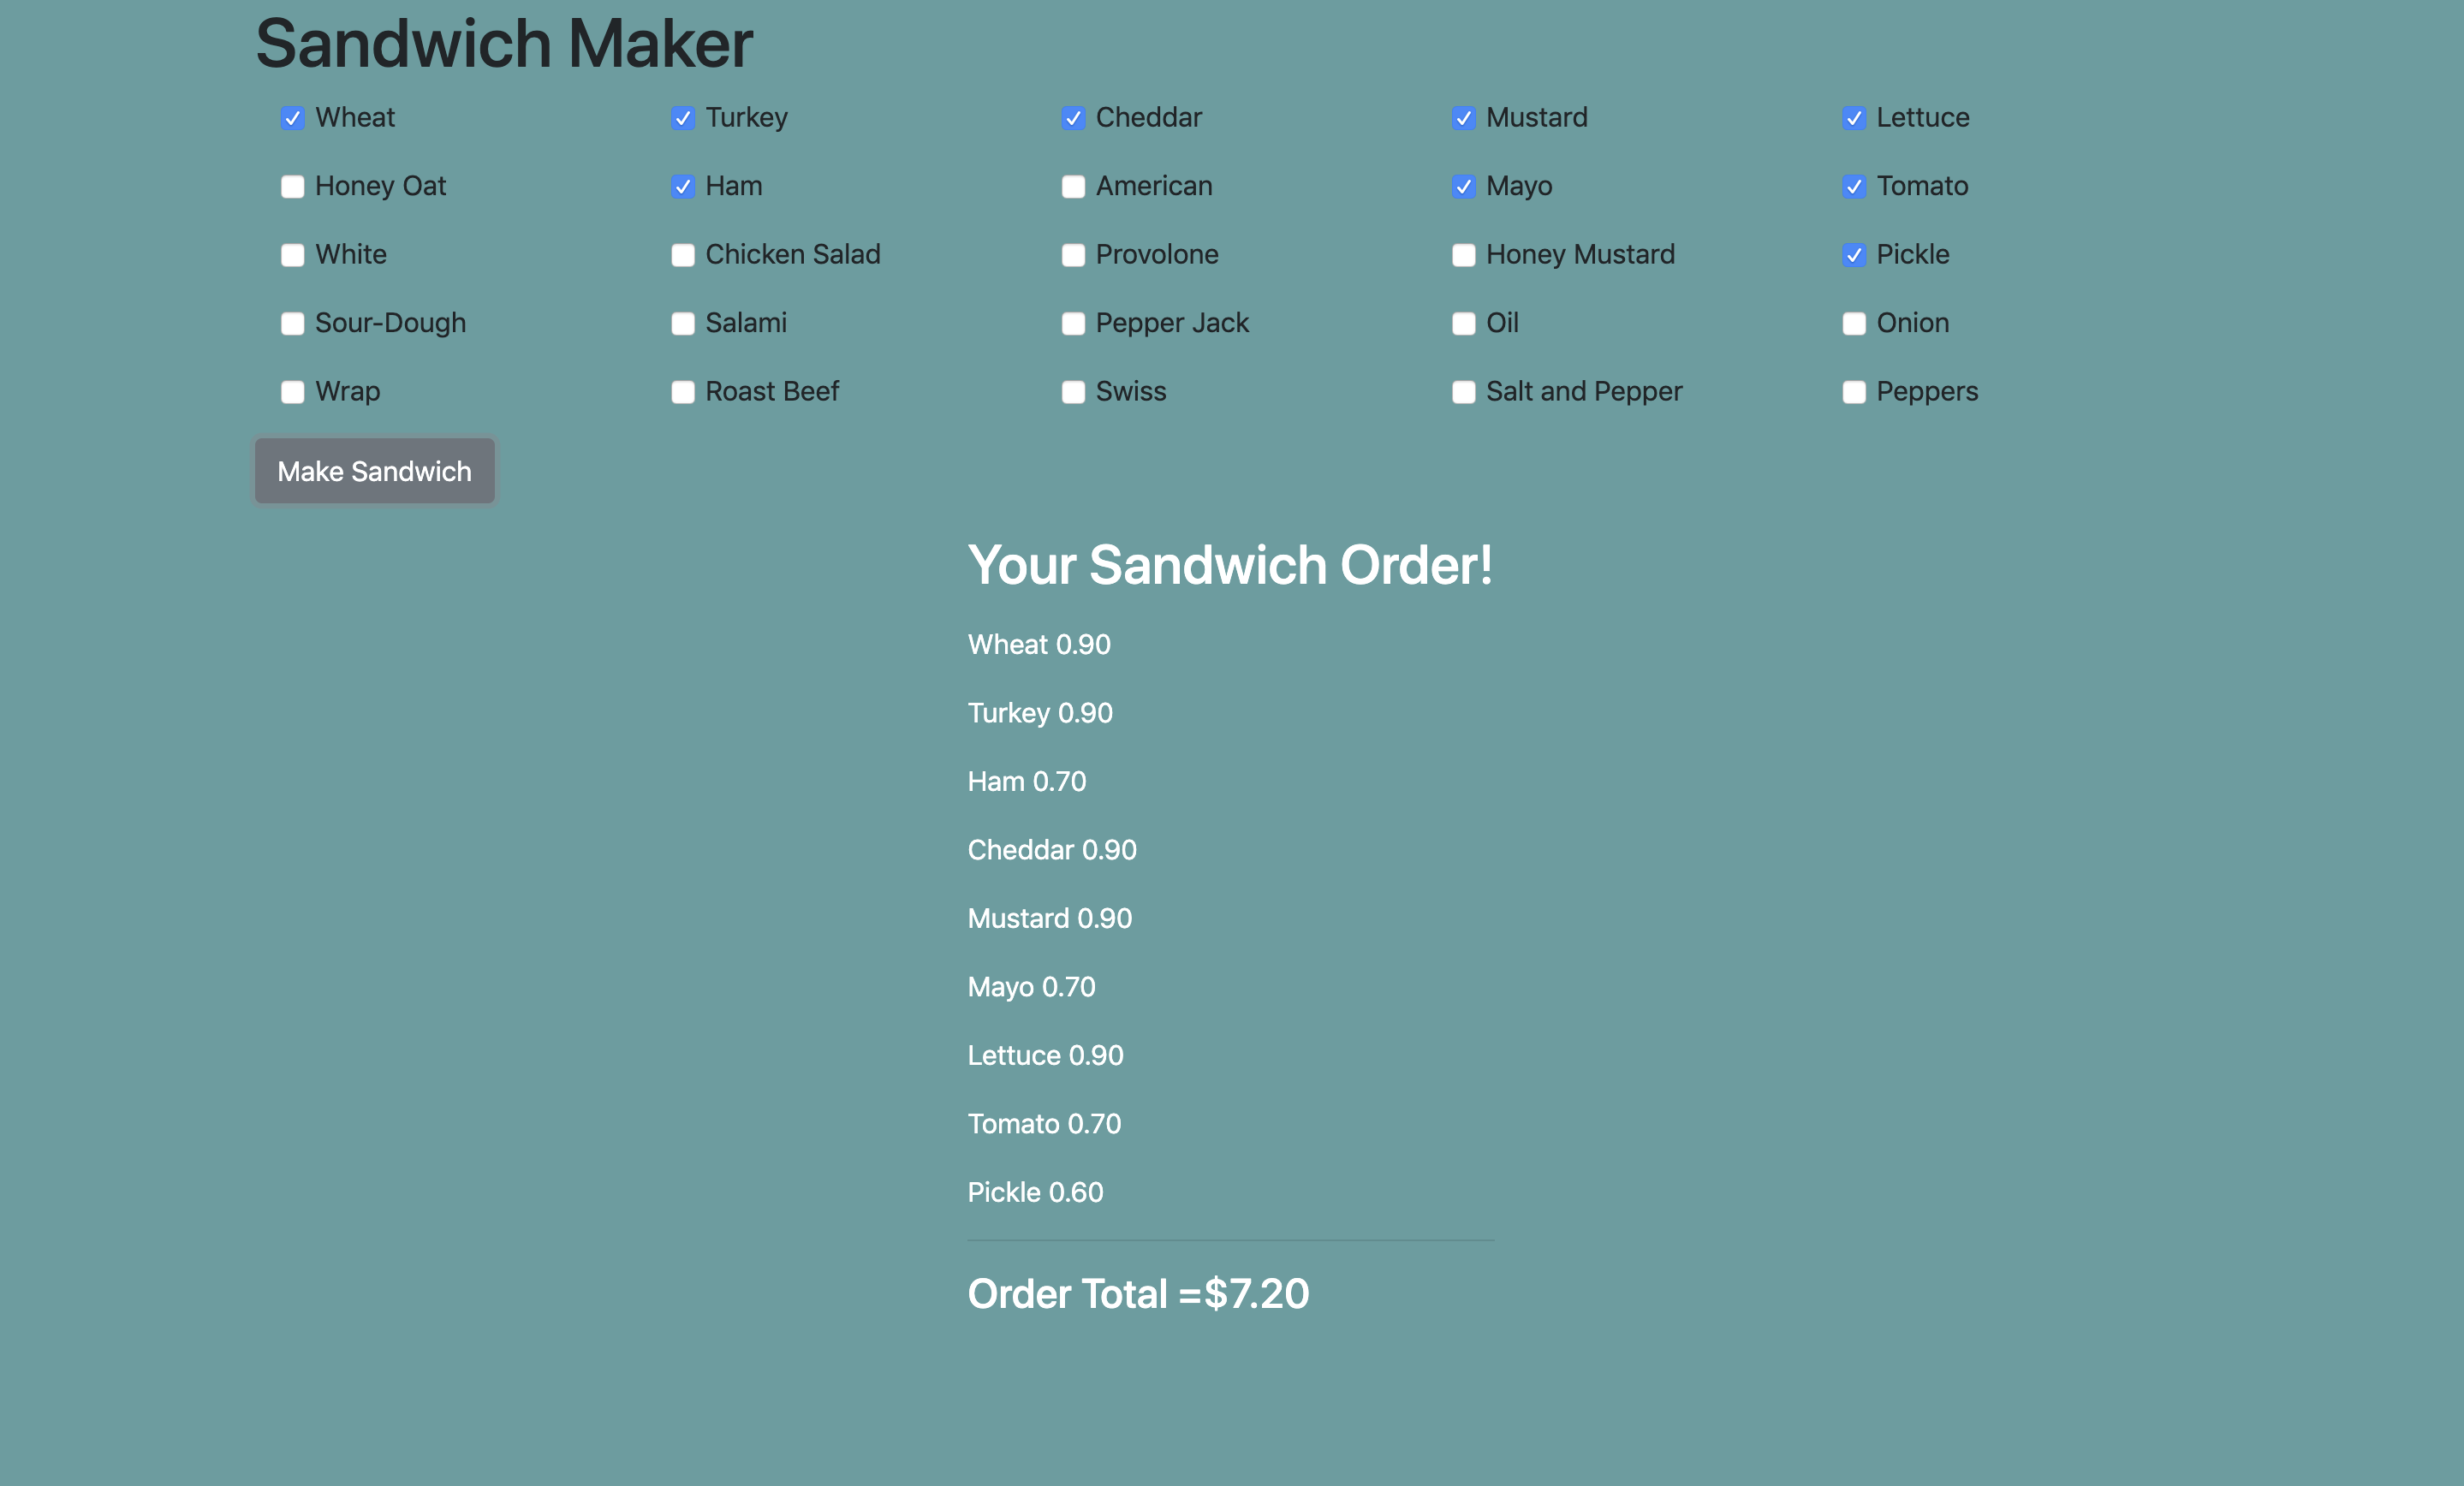 Sandwich Maker
Wheat Turkey Cheddar Mustard Lettuce
Honey Oat Ham American Mayo Tomato
White Chicken Salad Provolone Honey Mustard Pickle
Sour-Dough Salami Pepper Jack Oil Onion
Wrap Roast Beef Swiss Salt and Pepper Peppers
Make Sandwich
Your Sandwich Order!
Wheat 0.90
Turkey 0.90
Ham 0.70
Cheddar 0.90
Mustard 0.90
Mayo 0.70
Lettuce 0.90
Tomato 0.70
Pickle 0.60
Order Total =$7.20